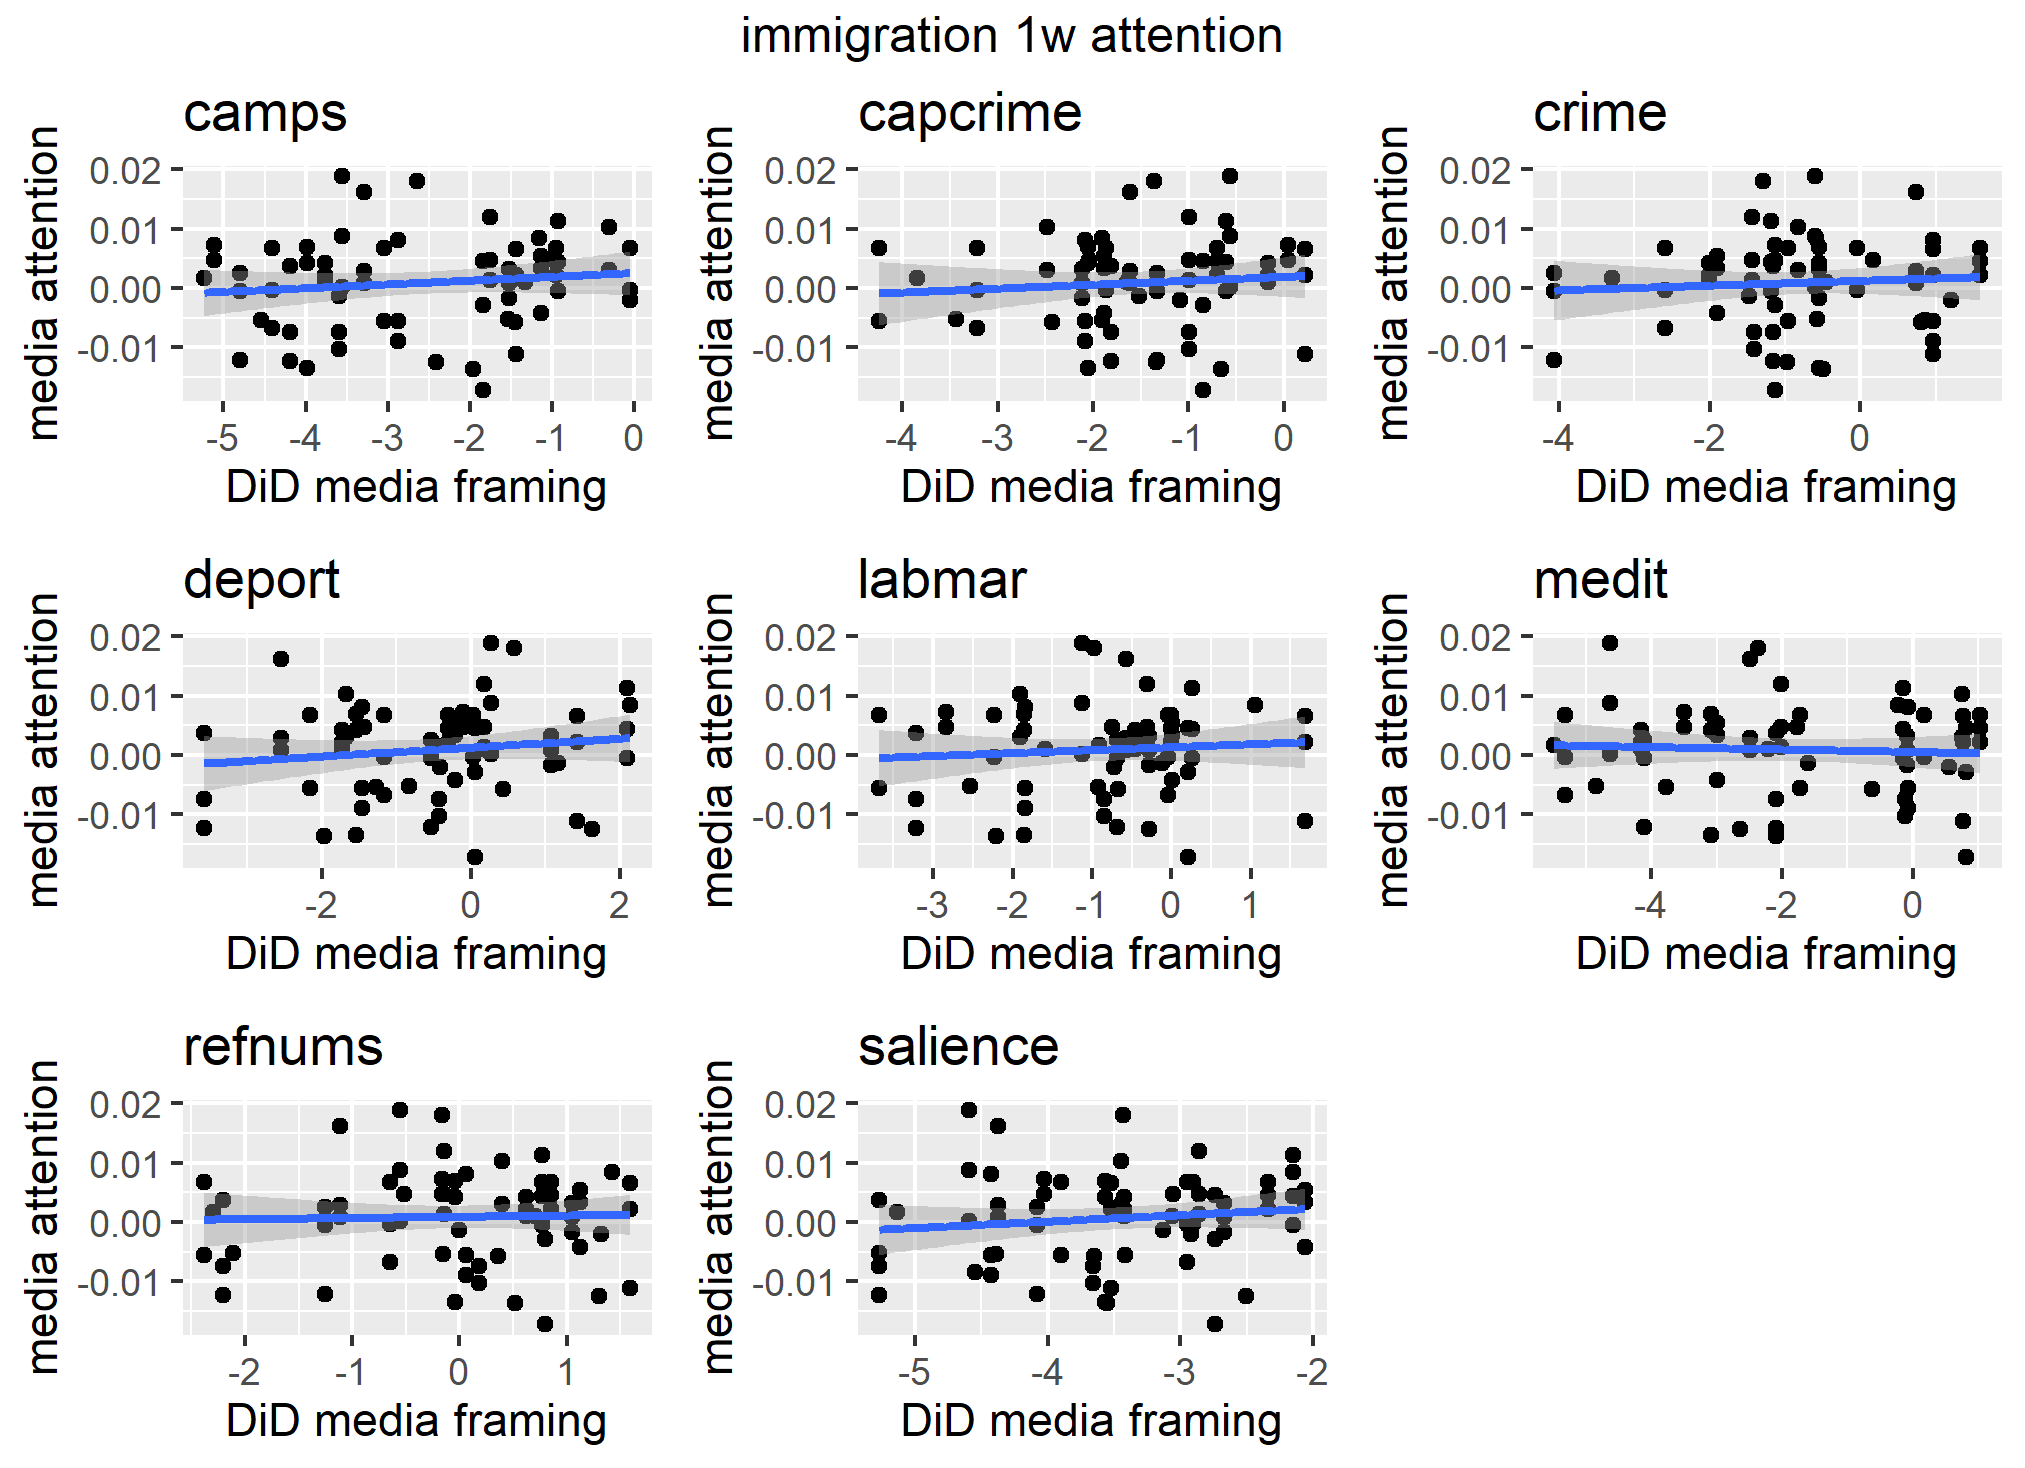 immigration 1w attention
camps
capcrime
crime
media attention
0.02
0.01
0.00
-0.01
-5 -4 -3 -2 -1 0
DiD media framing
media attention
0.02
0.01
0.00
-0.01
-4 -3 -2 -1 0
DiD media framing
media attention
0.02
0.01
0.00
-0.01
-4 -2 0
DiD media framing
deport
labmar
medit
media attention
0.02
0.01
0.00
-0.01
-2 0 2
DiD media framing
media attention
0.02
0.01
0.00
-0.01
-3 -2 -1 0 1
DiD media framing
media attention
0.02
0.01
0.00
-0.01
-4 -2 0
DiD media framing
refnums
salience
media attention
0.02
0.01
0.00
-0.01
-2 -1 0 1
DiD media framing
media attention
0.02
0.01
0.00
-0.01
-5 -4 -3 -2
DiD media framing